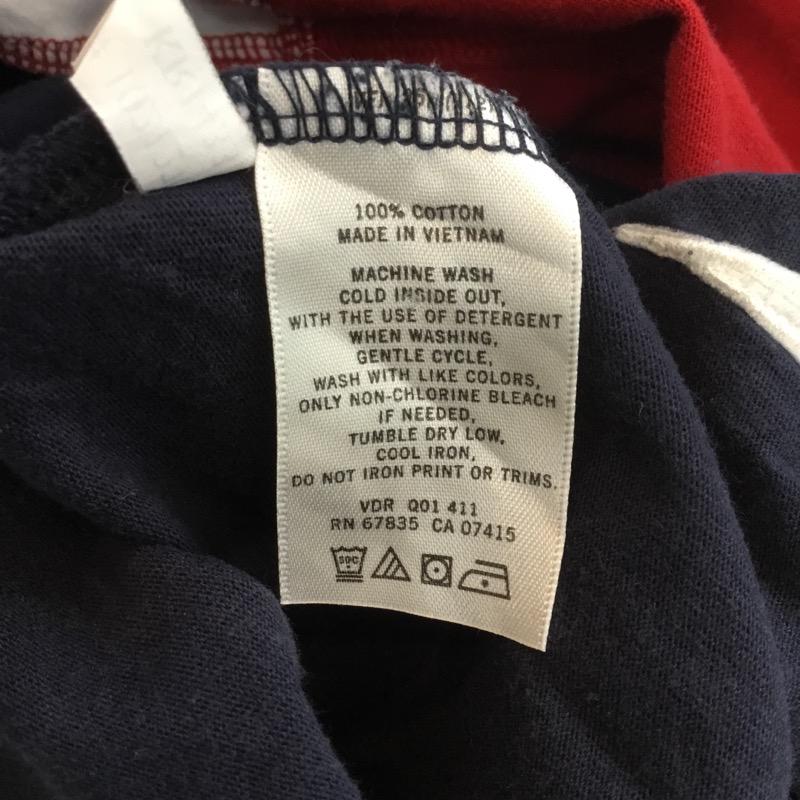 100% COTTON
MADE IN VIETNAM
MACHINE WASH
COLD INSIDE OUT,
WITH THE USE OF DETERGENT
WHEN WASHING,
GENTLE CYCLE,
WASH WITH LIKE COLORS,
ONLY NON-CHLORINE BLEACH
IF NEEDED,
TUMBLE DRY LOW,
COOL IRON,
DO NOT IRON PRINT OR TRIMS.
VDR Q01 411
RN 67835 CA 07415
30C